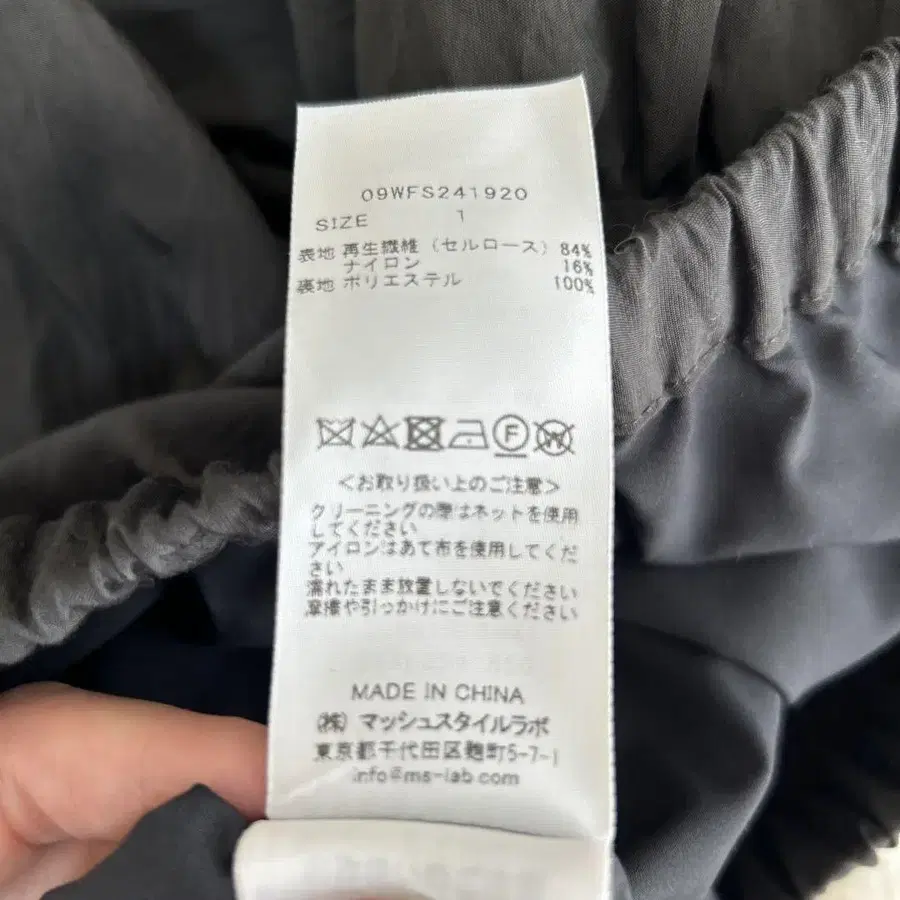 09WFS241920
SIZE 1
表地 再生繊維 (セルロース) 84%
ナイロン 16%
裏地 ポリエステル 100%
F W
<お取り扱い上のご注意>
クリーニングの際はネットを使用
してください
アイロンはあて布を使用してくだ
さい
濡れたまま放置しないでください
摩擦や引っかけにご注意ください
MADE IN CHINA
(株) マッシュスタイルラボ
東京都千代田区麹町5-7-1
info@ms-lab.com